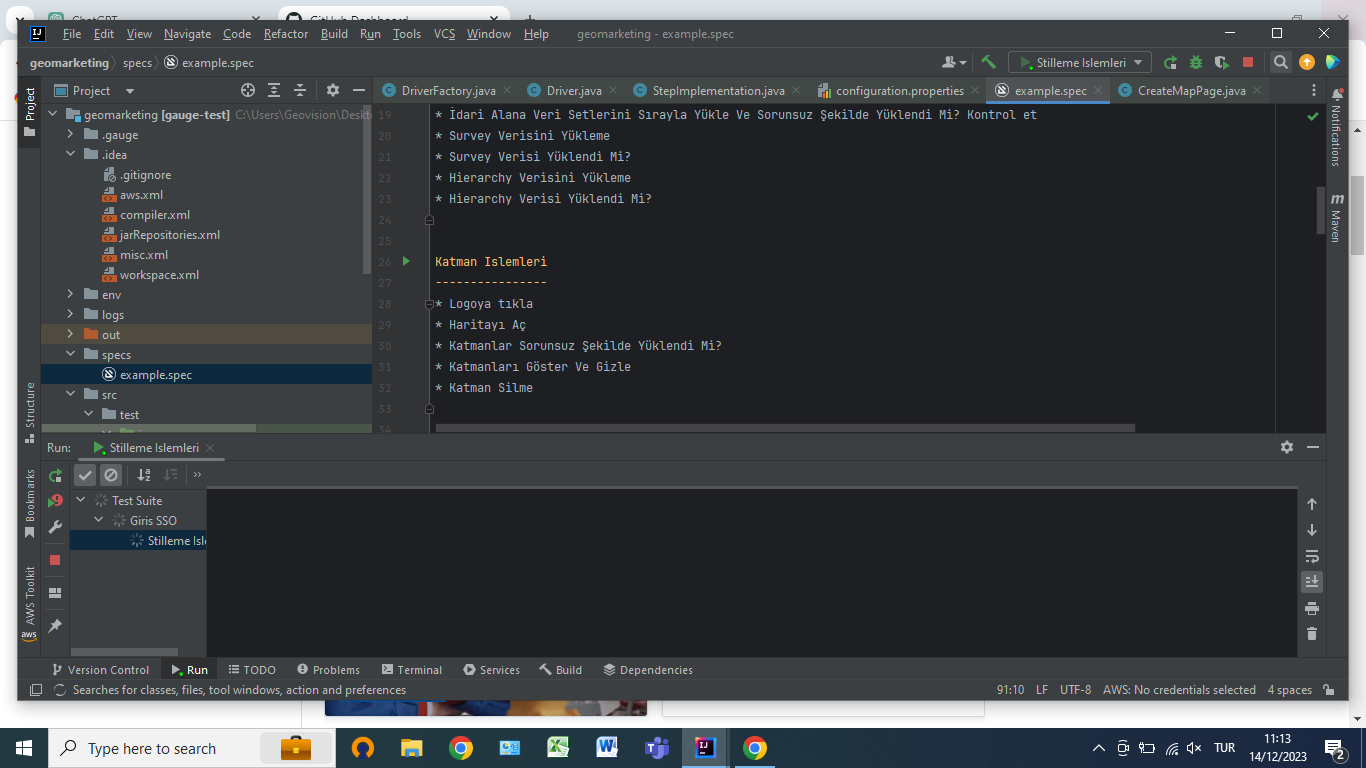 ChatGPT
GitHub Dashboard
File Edit View Navigate Code Refactor Build Run Tools VCS Window Help geomarketing - example.spec
geomarketing specs example.spec Stilleme Islemleri
Project DriverFactory.java Driver.java StepImplementation.java configuration.properties example.spec CreateMapPage.java
Project
geomarketing [gauge-test] C:\Users\Geovision\Deskt
.gauge
.idea
.gitignore
aws.xml
compiler.xml
jarRepositories.xml
misc.xml
workspace.xml
env
logs
out
specs
example.spec
src
test
19 * İdari Alana Veri Setlerini Sırayla Yükle Ve Sorunsuz Şekilde Yüklendi Mi? Kontrol et
20 * Survey Verisini Yükleme
21 * Survey Verisi Yüklendi Mi?
22 * Hierarchy Verisini Yükleme
23 * Hierarchy Verisi Yüklendi Mi?
24
25
26 Katman Islemleri
27 ----------------
28 * Logoya tıkla
29 * Haritayı Aç
30 * Katmanlar Sorunsuz Şekilde Yüklendi Mi?
31 * Katmanları Göster Ve Gizle
32 * Katman Silme
33
34
Notifications
Maven
Structure
Bookmarks
AWS Toolkit
aws
Run: Stilleme Islemleri
Test Suite
Giris SSO
Stilleme Isl
Version Control Run TODO Problems Terminal Services Build Dependencies
Searches for classes, files, tool windows, action and preferences 91:10 LF UTF-8 AWS: No credentials selected 4 spaces
Type here to search
TUR
11:13
14/12/2023
2